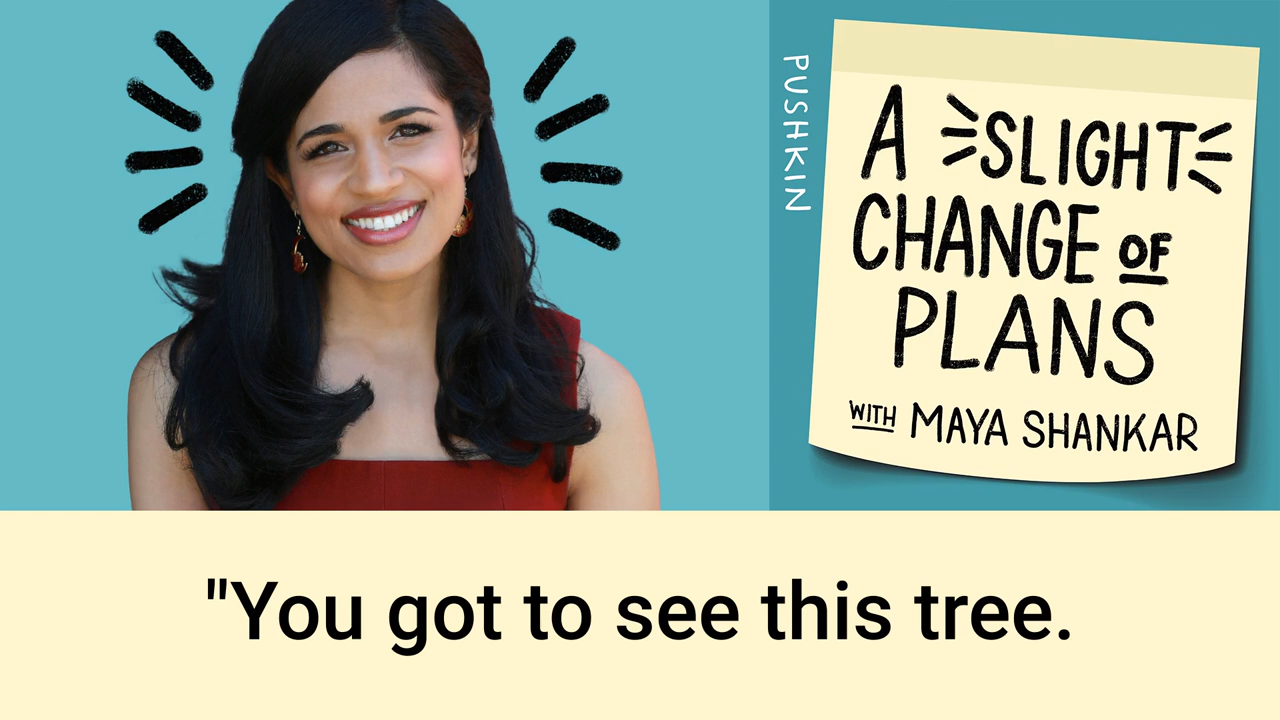 PUSHKIN
A SLIGHT
CHANGE OF
PLANS
WITH MAYA SHANKAR
"You got to see this tree.